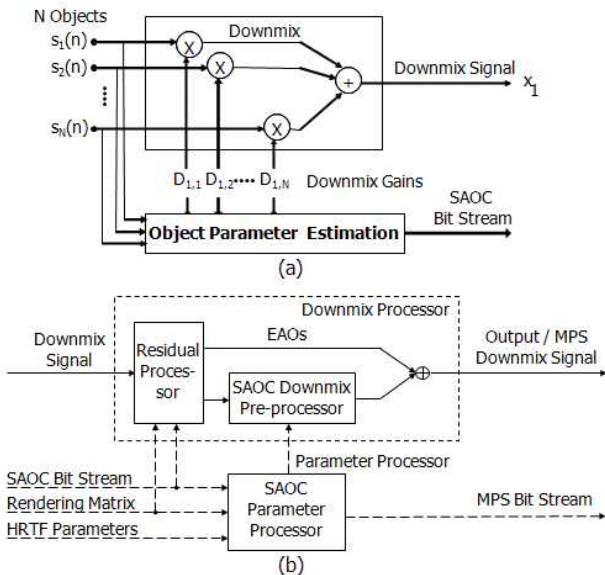 N Objects
s1(n)
s2(n)
sN(n)
X
X
X
+
Downmix
Downmix Signal
x1
D1,1 D1,2 •••• D1,N Downmix Gains
SAOC
Bit Stream
Object Parameter Estimation
(a)
Downmix Processor
Downmix
Signal
Residual
Proces-
sor
EAOs
Output / MPS
Downmix Signal
SAOC Downmix
Pre-processor
Parameter Processor
SAOC Bit Stream
Rendering Matrix
HRTF Parameters
SAOC
Parameter
Processor
MPS Bit Stream
(b)